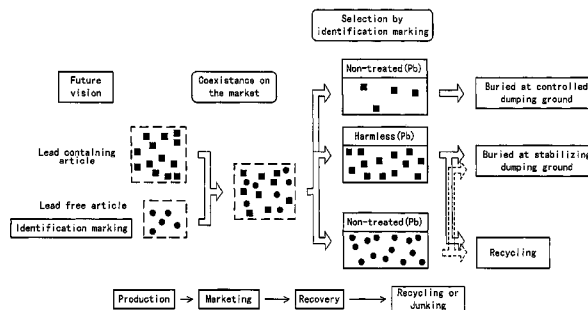 Selection by
identification marking
Future
vision
Coexistance on
the market
Non-treated(Pb)
Buried at controlled
dumping ground
Lead containing
article
Harmless(Pb)
Buried at stabilizing
dumping ground
Lead free article
Identification marking
Non-treated(Pb)
Recycling
Production
Marketing
Recovery
Recycling or
Junking